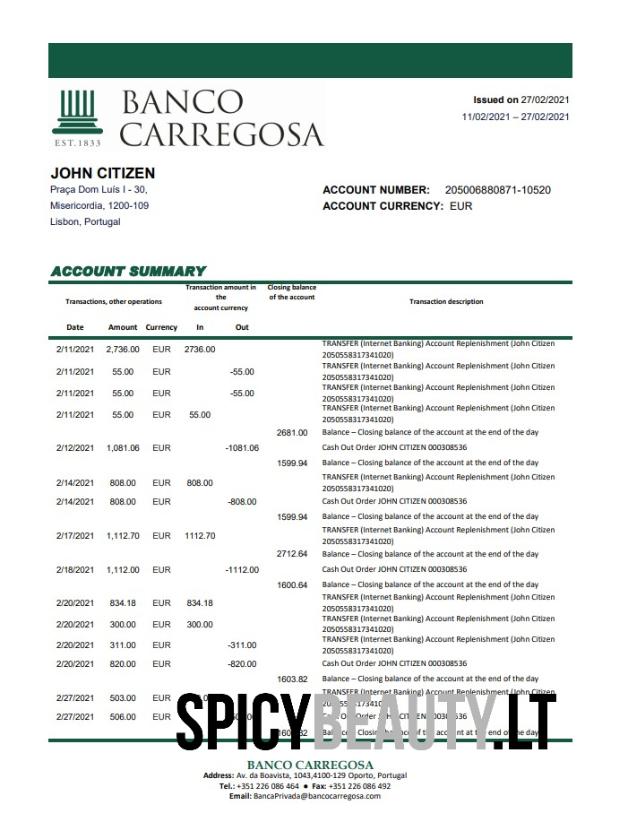 BANCO
CARREGOSA
EST.1833
Issued on 27/02/2021
11/02/2021 – 27/02/2021
JOHN CITIZEN
Praça Dom Luís I - 30,
Misericordia, 1200-109
Lisbon, Portugal
ACCOUNT NUMBER: 205006880871-10520
ACCOUNT CURRENCY: EUR
ACCOUNT SUMMARY
Transactions, other operations
Transaction amount in
the
account currency
Closing balance
of the account
Transaction description
Date Amount Currency In Out
2/11/2021 2,736.00 EUR 2736.00 TRANSFER (Internet Banking) Account Replenishment (John Citizen
2050558317341020)
2/11/2021 55.00 EUR -55.00 TRANSFER (Internet Banking) Account Replenishment (John Citizen
2050558317341020)
2/11/2021 55.00 EUR -55.00 TRANSFER (Internet Banking) Account Replenishment (John Citizen
2050558317341020)
2/11/2021 55.00 EUR 55.00 TRANSFER (Internet Banking) Account Replenishment (John Citizen
2050558317341020)
2681.00 Balance – Closing balance of the account at the end of the day
2/12/2021 1,081.06 EUR -1081.06 Cash Out Order JOHN CITIZEN 000308536
1599.94 Balance – Closing balance of the account at the end of the day
2/14/2021 808.00 EUR 808.00 TRANSFER (Internet Banking) Account Replenishment (John Citizen
2050558317341020)
2/14/2021 808.00 EUR -808.00 Cash Out Order JOHN CITIZEN 000308536
1599.94 Balance – Closing balance of the account at the end of the day
2/17/2021 1,112.70 EUR 1112.70 TRANSFER (Internet Banking) Account Replenishment (John Citizen
2050558317341020)
2712.64 Balance – Closing balance of the account at the end of the day
2/18/2021 1,112.00 EUR -1112.00 Cash Out Order JOHN CITIZEN 000308536
1600.64 Balance – Closing balance of the account at the end of the day
2/20/2021 834.18 EUR 834.18 TRANSFER (Internet Banking) Account Replenishment (John Citizen
2050558317341020)
2/20/2021 300.00 EUR 300.00 TRANSFER (Internet Banking) Account Replenishment (John Citizen
2050558317341020)
2/20/2021 311.00 EUR -311.00 TRANSFER (Internet Banking) Account Replenishment (John Citizen
2050558317341020)
2/20/2021 820.00 EUR -820.00 Cash Out Order JOHN CITIZEN 000308536
1603.82 Balance – Closing balance of the account at the end of the day
2/27/2021 503.00 EUR TRANSFER (Internet Banking) Account Replenishment (John Citizen
2/27/2021 506.00 EUR
SPICYBEAUTY.LT
the account at the end of the day
BANCO CARREGOSA
Address: Av. da Boavista, 1043,4100-129 Oporto, Portugal
Tel.: +351 226 086 464 ● Fax: +351 226 086 492
Email: BancaPrivada@bancocarregosa.com